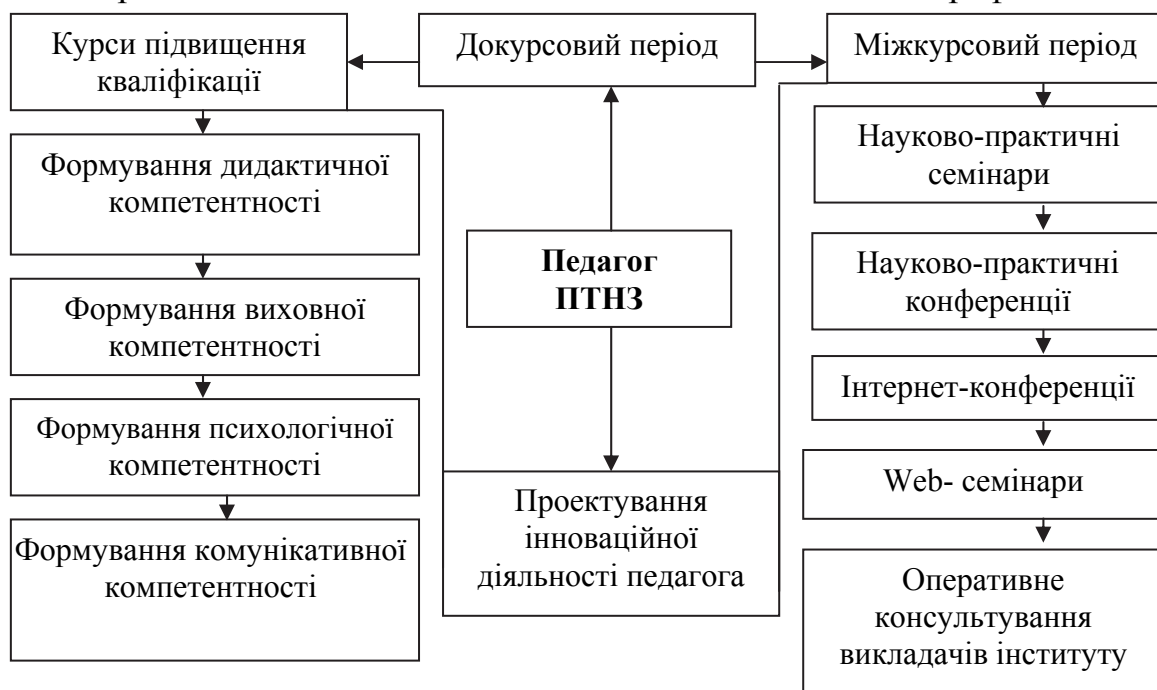 Курси підвищення
кваліфікації
Докурсовий період
Міжкурсовий період
Формування дидактичної
компетентності
Формування виховної
компетентності
Формування психологічної
компетентності
Формування комунікативної
компетентності
Педагог
ПТНЗ
Проектування
інноваційної
діяльності педагога
Науково-практичні
семінари
Науково-практичні
конференції
Інтернет-конференції
Web- семінари
Оперативне
консультування
викладачів інституту